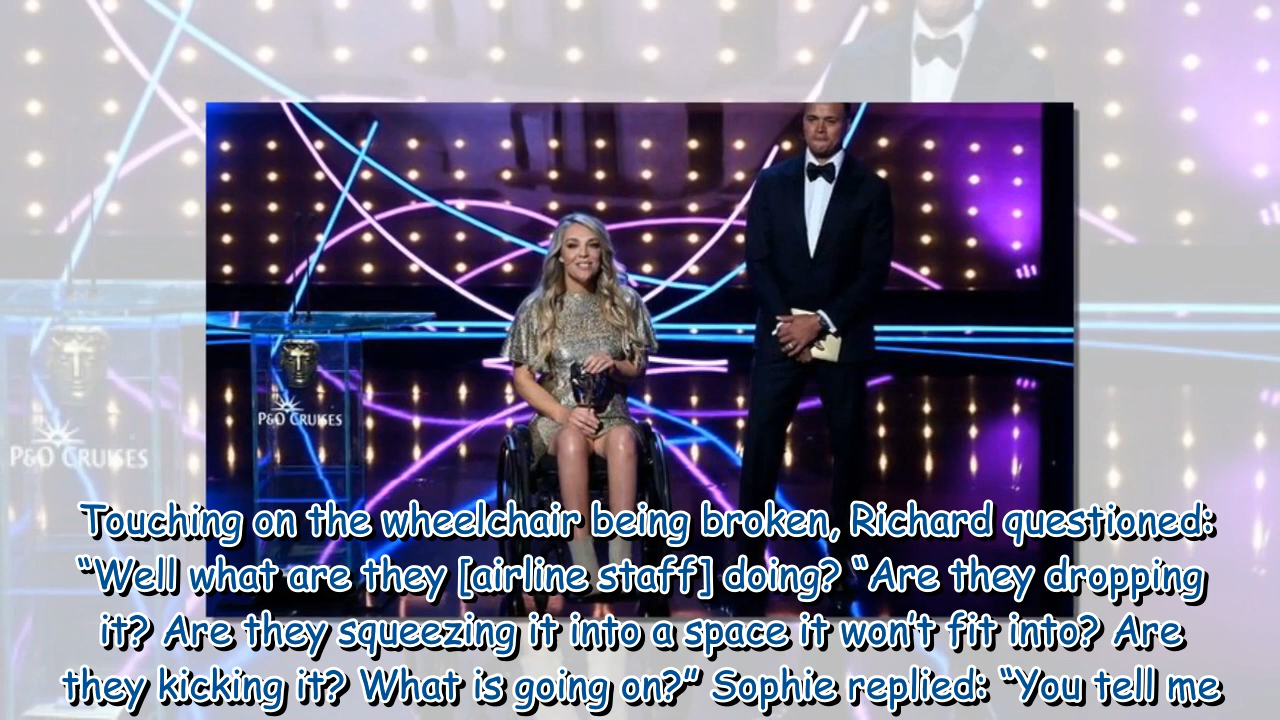 P&O CRUISES
P&O CRUISES
Touching on the wheelchair being broken, Richard questioned:
“Well what are they [airline staff] doing? “Are they dropping
it? Are they squeezing it into a space it won't fit into? Are
they kicking it? What is going on?” Sophie replied: “You tell me